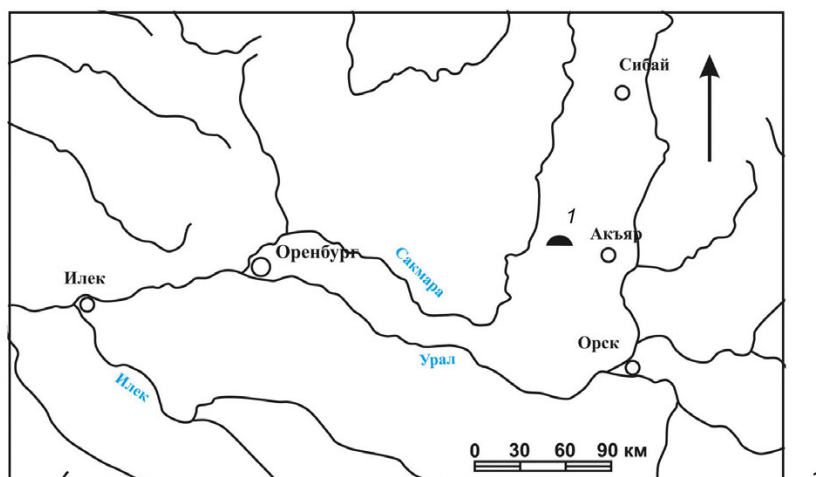 Сибай
1
Акъяр
Оренбург
Сакмара
Илек
Орск
Урал
Илек
0 30 60 90 км